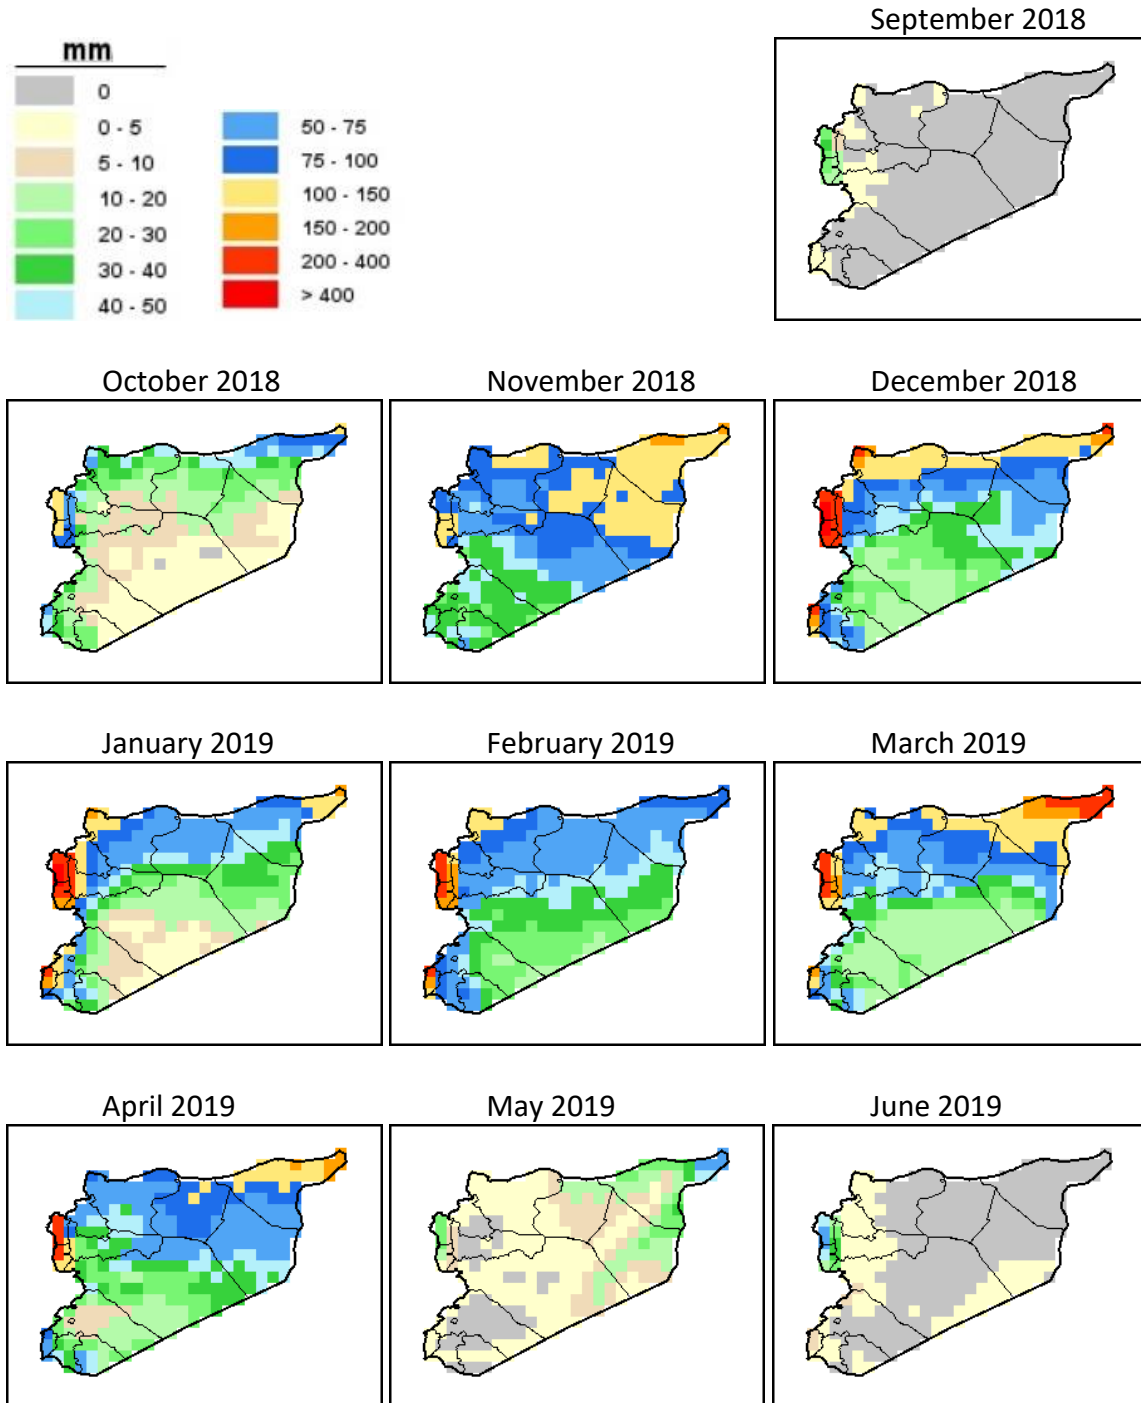 September 2018
mm
0
0 - 5
5 - 10
10 - 20
20 - 30
30 - 40
40 - 50
50 - 75
75 - 100
100 - 150
150 - 200
200 - 400
> 400
October 2018
November 2018
December 2018
January 2019
February 2019
March 2019
April 2019
May 2019
June 2019